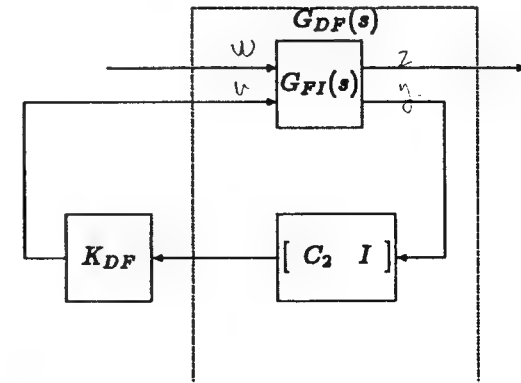 G_{DF}(s)
w z
G_{FI}(s)
u y
K_{DF} [ C_2 I ]